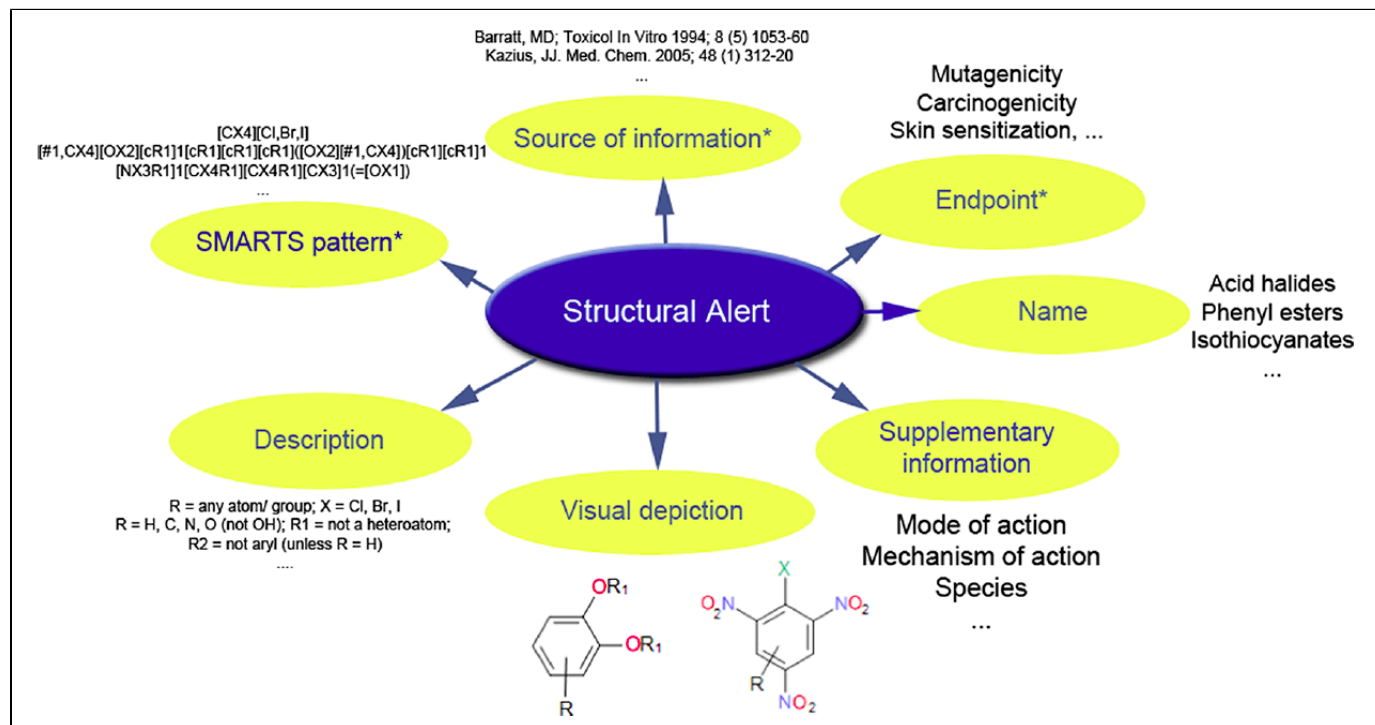 Barratt, MD; Toxicol In Vitro 1994; 8 (5) 1053-60
Kazius, JJ. Med. Chem. 2005; 48 (1) 312-20
...
Source of information*
Mutagenicity
Carcinogenicity
Skin sensitization, ...
Endpoint*
[CX4][Cl,Br,I]
[#1,CX4][OX2][cR1]1[cR1][cR1][cR1]([OX2][#1,CX4])[cR1][cR1]1
[NX3R1]1[CX4R1][CX4R1][CX3]1(=[OX1])
...
SMARTS pattern*
Structural Alert
Name
Acid halides
Phenyl esters
Isothiocyanates
...
Description
R = any atom/ group; X = Cl, Br, I
R = H, C, N, O (not OH); R1 = not a heteroatom;
R2 = not aryl (unless R = H)
....
Visual depiction
Supplementary
information
Mode of action
Mechanism of action
Species
...
OR1
OR1
R
X
O2N
NO2
R
NO2